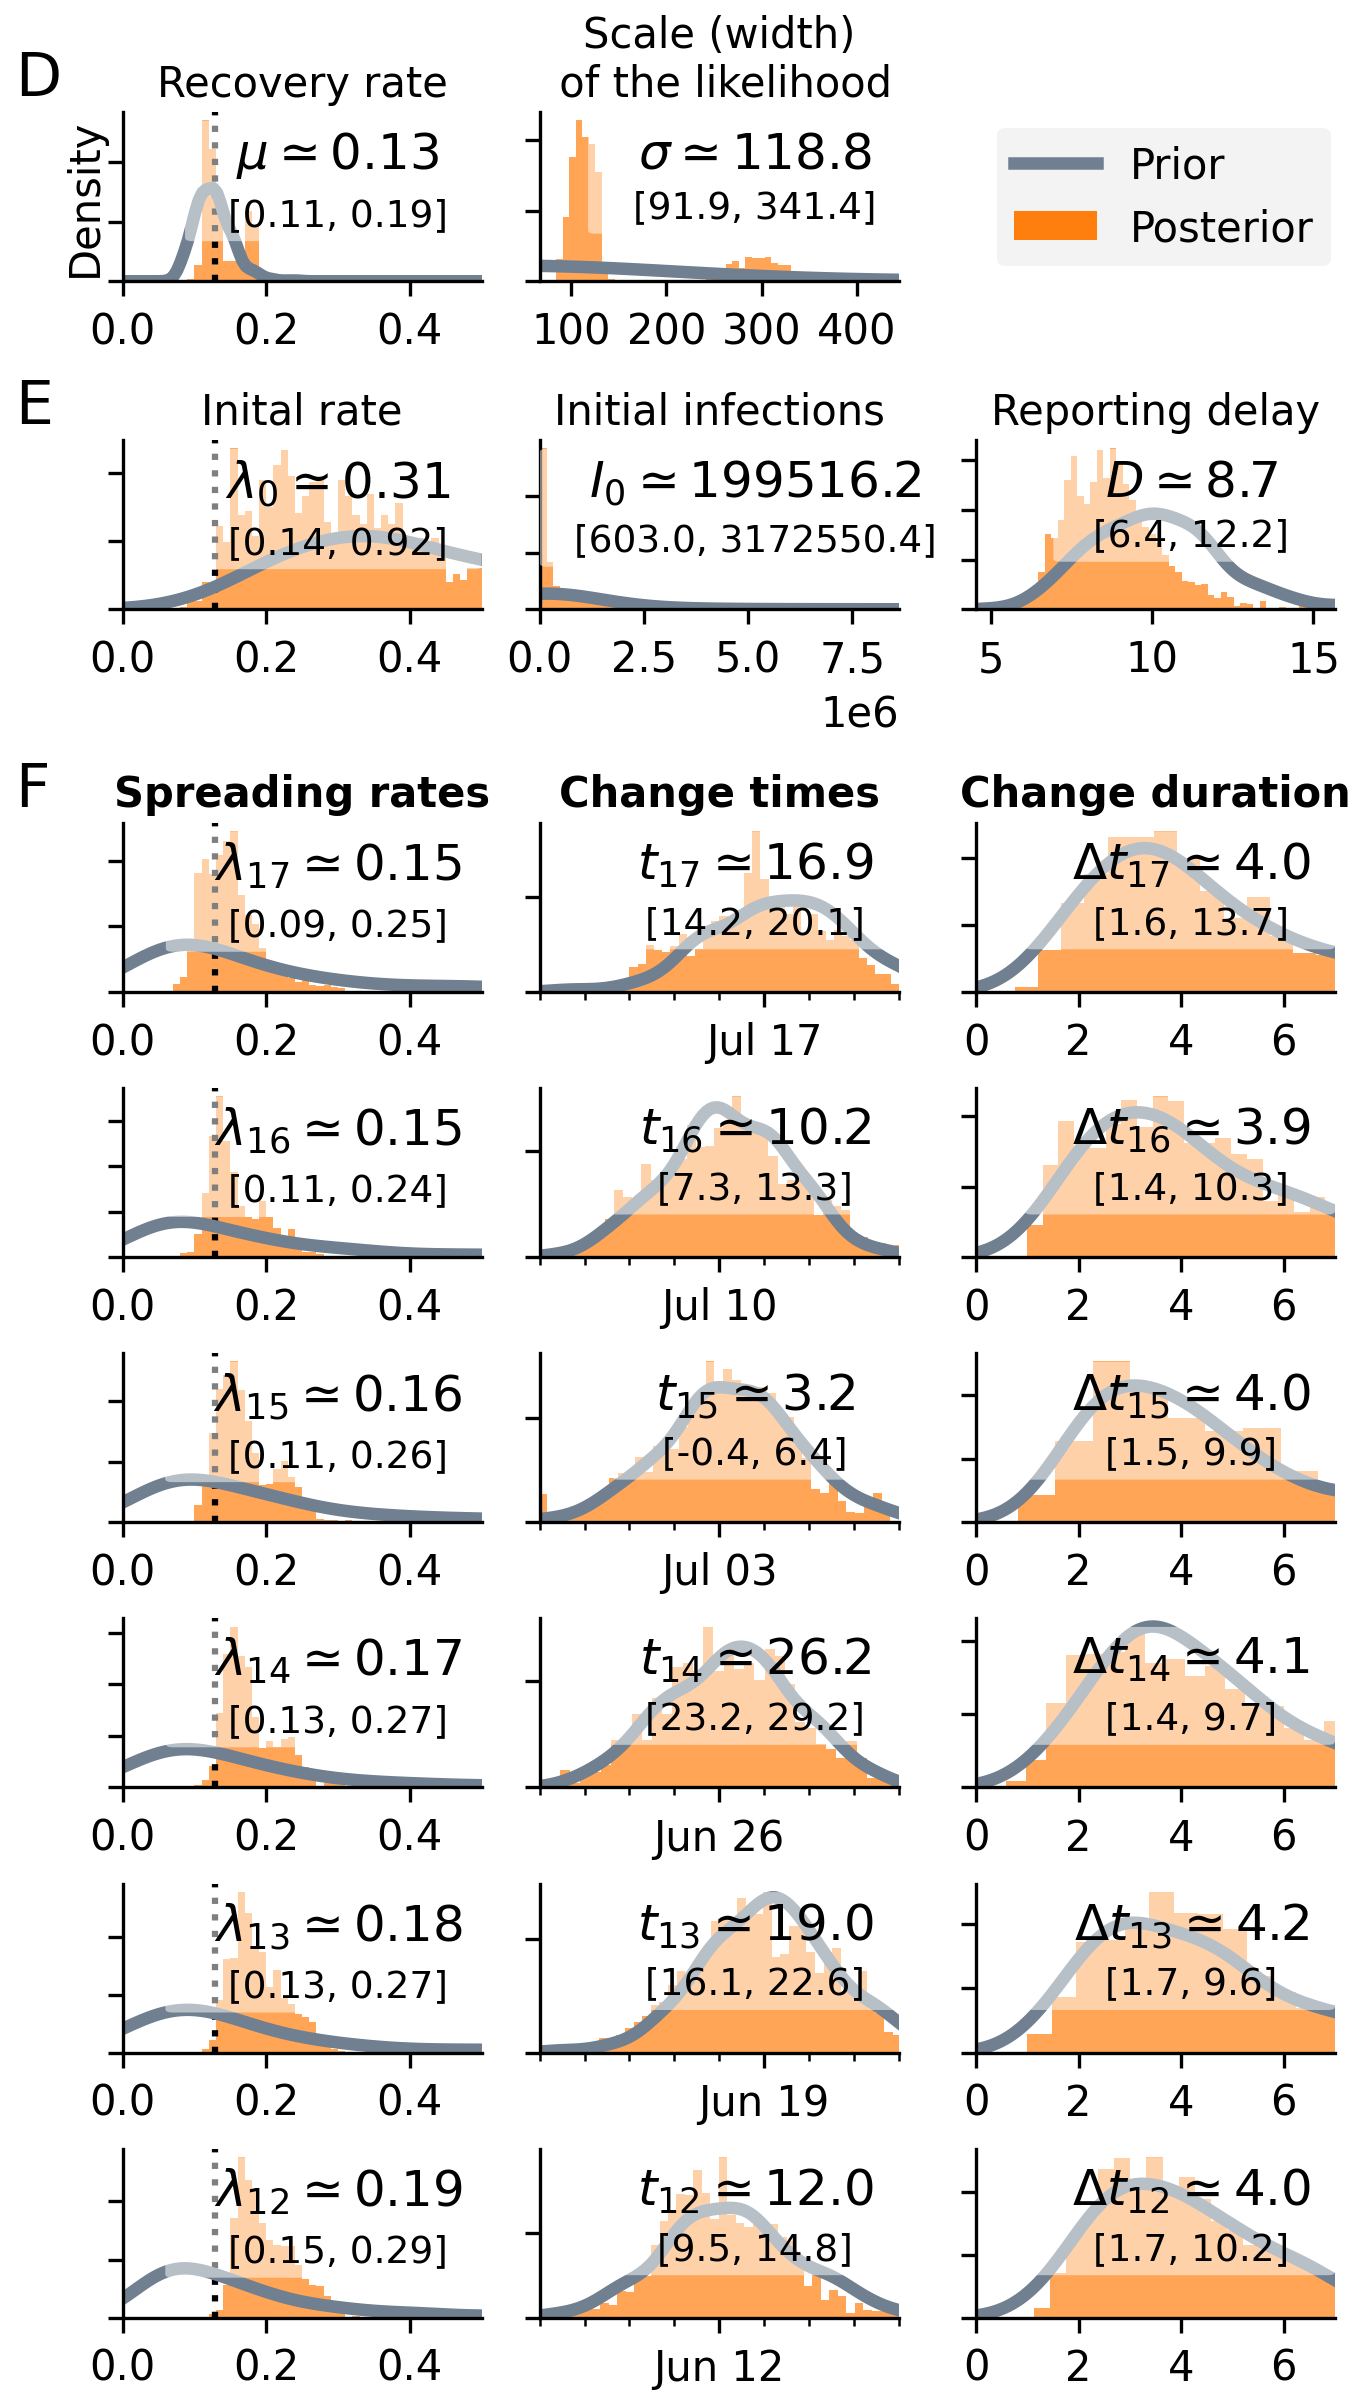 D
Recovery rate
Scale (width)
of the likelihood
Density
μ ≃ 0.13
[0.11, 0.19]
0.0 0.2 0.4
σ ≃ 118.8
[91.9, 341.4]
100 200 300 400
Prior
Posterior
E
Inital rate
λ₀ ≃ 0.31
[0.14, 0.92]
0.0 0.2 0.4
Initial infections
I₀ ≃ 199516.2
[603.0, 3172550.4]
0.0 2.5 5.0 7.5
1e6
Reporting delay
D ≃ 8.7
[6.4, 12.2]
5 10 15
F
Spreading rates
Change times
Change duration
λ₁₇ ≃ 0.15
[0.09, 0.25]
0.0 0.2 0.4
t₁₇ ≃ 16.9
[14.2, 20.1]
Jul 17
Δt₁₇ ≃ 4.0
[1.6, 13.7]
0 2 4 6
λ₁₆ ≃ 0.15
[0.11, 0.24]
0.0 0.2 0.4
t₁₆ ≃ 10.2
[7.3, 13.3]
Jul 10
Δt₁₆ ≃ 3.9
[1.4, 10.3]
0 2 4 6
λ₁₅ ≃ 0.16
[0.11, 0.26]
0.0 0.2 0.4
t₁₅ ≃ 3.2
[-0.4, 6.4]
Jul 03
Δt₁₅ ≃ 4.0
[1.5, 9.9]
0 2 4 6
λ₁₄ ≃ 0.17
[0.13, 0.27]
0.0 0.2 0.4
t₁₄ ≃ 26.2
[23.2, 29.2]
Jun 26
Δt₁₄ ≃ 4.1
[1.4, 9.7]
0 2 4 6
λ₁₃ ≃ 0.18
[0.13, 0.27]
0.0 0.2 0.4
t₁₃ ≃ 19.0
[16.1, 22.6]
Jun 19
Δt₁₃ ≃ 4.2
[1.7, 9.6]
0 2 4 6
λ₁₂ ≃ 0.19
[0.15, 0.29]
0.0 0.2 0.4
t₁₂ ≃ 12.0
[9.5, 14.8]
Jun 12
Δt₁₂ ≃ 4.0
[1.7, 10.2]
0 2 4 6